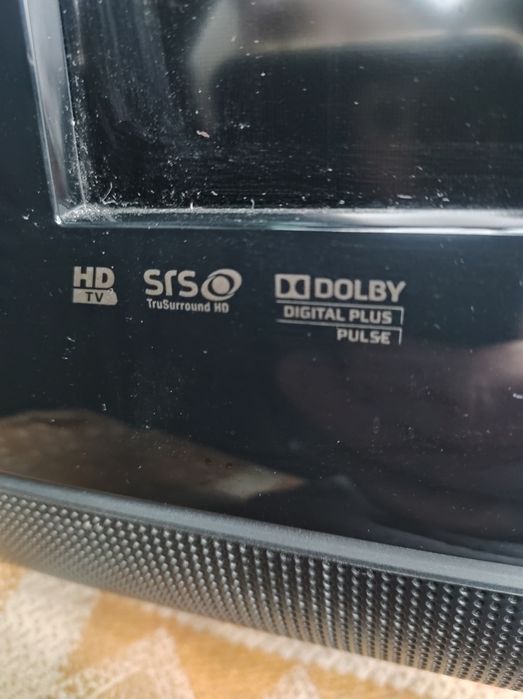 HD
TV
SRS
TruSurround HD
DOLBY
DIGITAL PLUS
PULSE